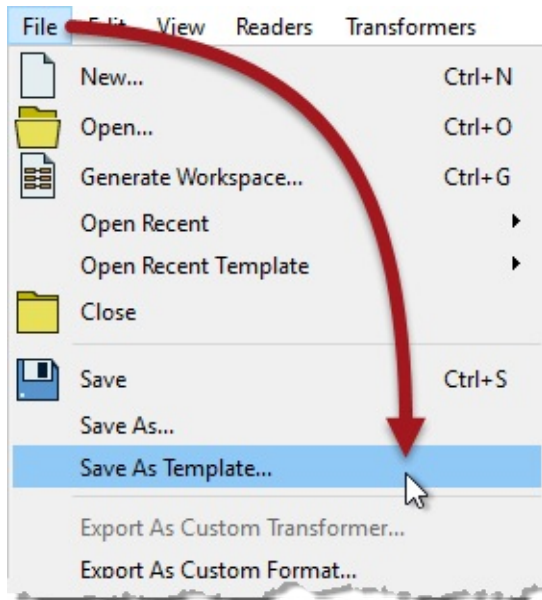 File Edit View Readers Transformers
New... Ctrl+N
Open... Ctrl+O
Generate Workspace... Ctrl+G
Open Recent
Open Recent Template
Close
Save Ctrl+S
Save As...
Save As Template...
Export As Custom Transformer...
Export As Custom Format...